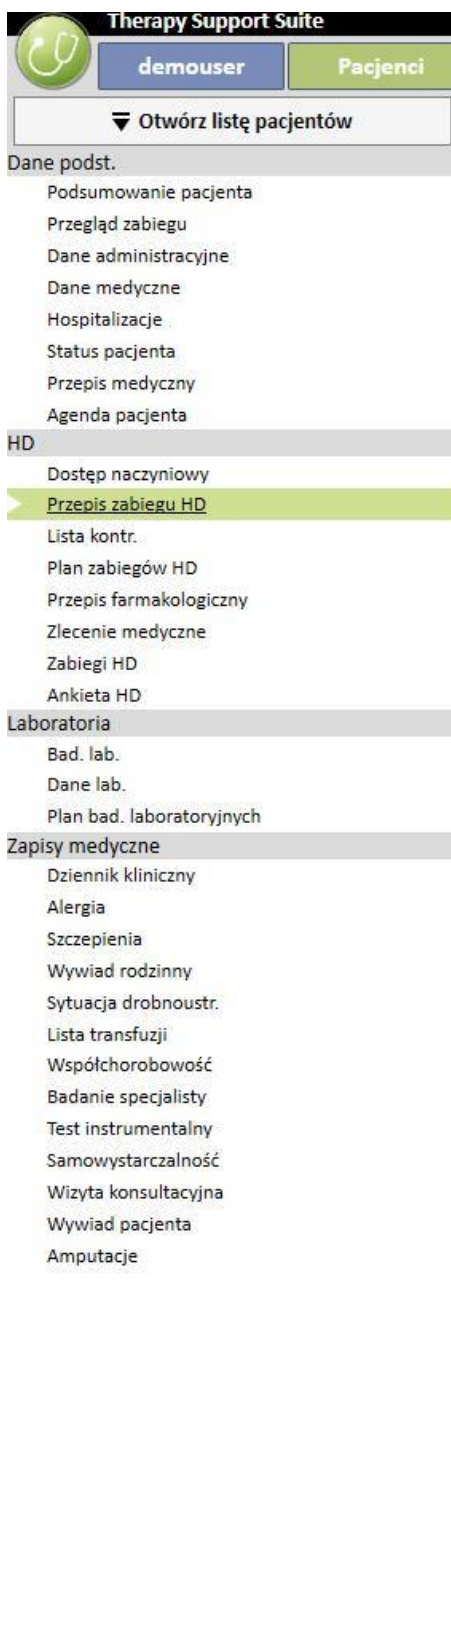 Therapy Support Suite
demouser
Pacjenci
Otwórz listę pacjentów
Dane podst.
Podsumowanie pacjenta
Przegląd zabiegu
Dane administracyjne
Dane medyczne
Hospitalizacje
Status pacjenta
Przepis medyczny
Agenda pacjenta
HD
Dostęp naczyniowy
Przepis zabiegu HD
Lista kontr.
Plan zabiegów HD
Przepis farmakologiczny
Zlecenie medyczne
Zabiegi HD
Ankieta HD
Laboratoria
Bad. lab.
Dane lab.
Plan bad. laboratoryjnych
Zapisy medyczne
Dziennik kliniczny
Alergia
Szczepienia
Wywiad rodzinny
Sytuacja drobnoustr.
Lista transfuzji
Współchorobowość
Badanie specjalisty
Test instrumentalny
Samowystarczalność
Wizyta konsultacyjna
Wywiad pacjenta
Amputacje